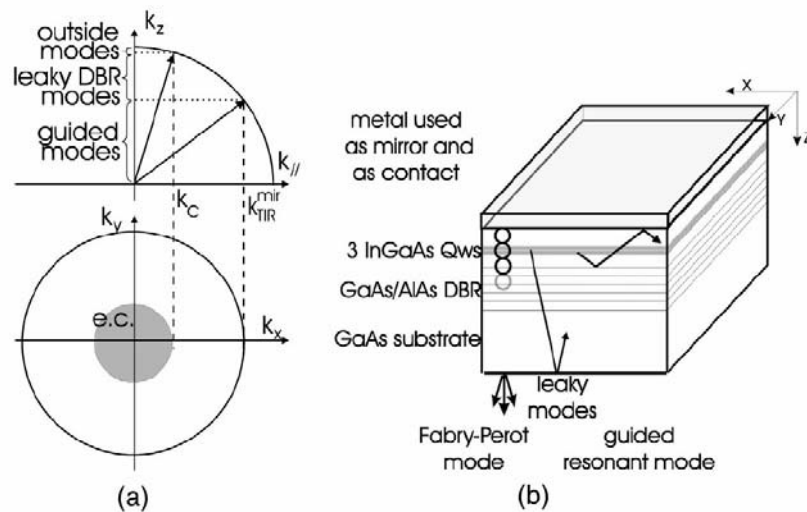 outside modes
k_z
leaky DBR modes
guided modes
k_//
k_C
k_TIR^mir
k_y
e.c.
k_x
(a)
metal used
as mirror and
as contact
X
Y
Z
3 InGaAs Qws
GaAs/AlAs DBR
GaAs substrate
leaky
modes
Fabry-Perot
mode
guided
resonant mode
(b)